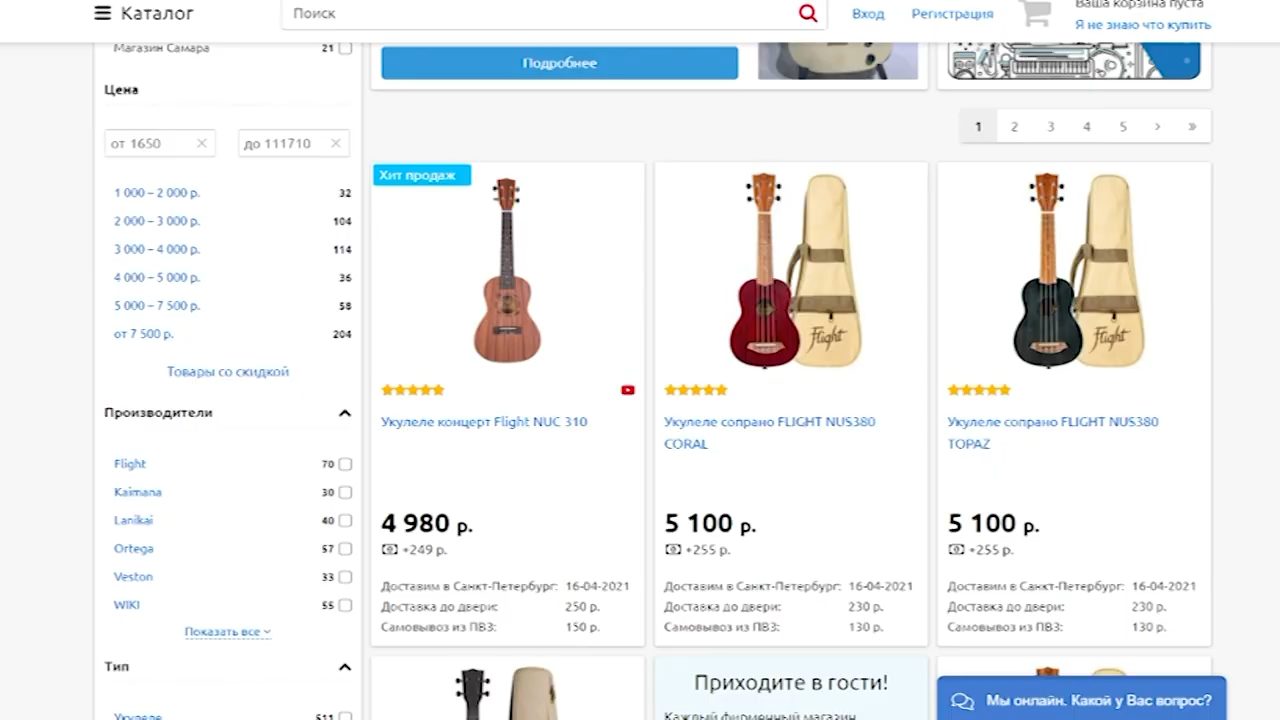 Каталог
Поиск
Вход
Регистрация
Ваша корзина пуста
Я не знаю что купить
Магазин Самара 21
Подробнее
Цена
от 1650
до 111710
1 000 – 2 000 р. 32
2 000 – 3 000 р. 104
3 000 – 4 000 р. 114
4 000 – 5 000 р. 36
5 000 – 7 500 р. 58
от 7 500 р. 204
Товары со скидкой
Производители
Flight 70
Kaimana 30
Lanikai 40
Ortega 57
Veston 33
WIKI 55
Показать все
Тип
Укулеле 511
1 2 3 4 5 › »
Хит продаж
Укулеле концерт Flight NUC 310
4 980 р.
+249 р.
Доставим в Санкт-Петербург: 16-04-2021
Доставка до двери: 250 р.
Самовывоз из ПВЗ: 150 р.
Flight
Укулеле сопрано FLIGHT NUS380
CORAL
5 100 р.
+255 р.
Доставим в Санкт-Петербург: 16-04-2021
Доставка до двери: 230 р.
Самовывоз из ПВЗ: 130 р.
Flight
Укулеле сопрано FLIGHT NUS380
TOPAZ
5 100 р.
+255 р.
Доставим в Санкт-Петербург: 16-04-2021
Доставка до двери: 230 р.
Самовывоз из ПВЗ: 130 р.
Приходите в гости!
Каждый фирменный магазин
Мы онлайн. Какой у Вас вопрос?